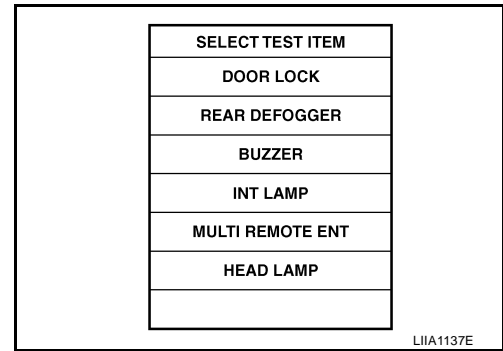 SELECT TEST ITEM
DOOR LOCK
REAR DEFOGGER
BUZZER
INT LAMP
MULTI REMOTE ENT
HEAD LAMP
LIIA1137E